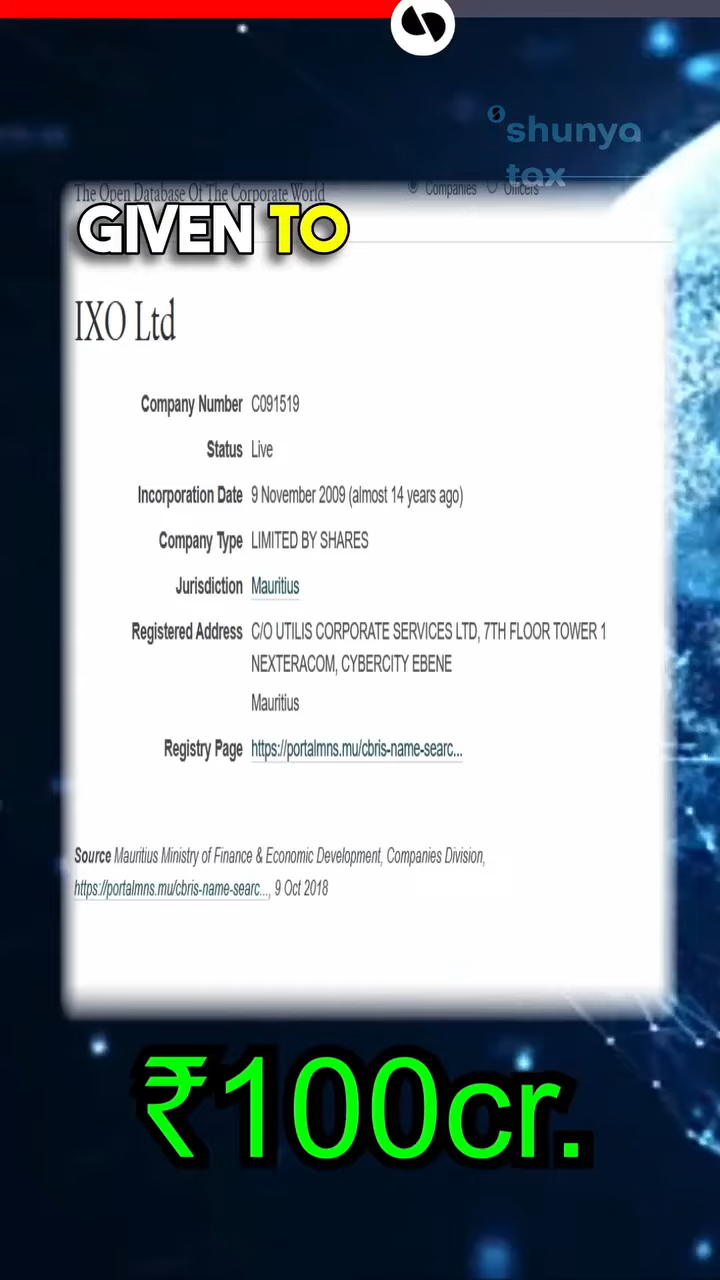 shunya
tax
The Open Database Of The Corporate World
Companies Officers
GIVEN TO
IXO Ltd
Company Number C091519
Status Live
Incorporation Date 9 November 2009 (almost 14 years ago)
Company Type LIMITED BY SHARES
Jurisdiction Mauritius
Registered Address C/O UTILIS CORPORATE SERVICES LTD, 7TH FLOOR TOWER 1
NEXTERACOM, CYBERCITY EBENE
Mauritius
Registry Page https://portalmns.mu/cbris-name-searc...
Source Mauritius Ministry of Finance & Economic Development, Companies Division,
https://portalmns.mu/cbris-name-searc..., 9 Oct 2018
₹100cr.